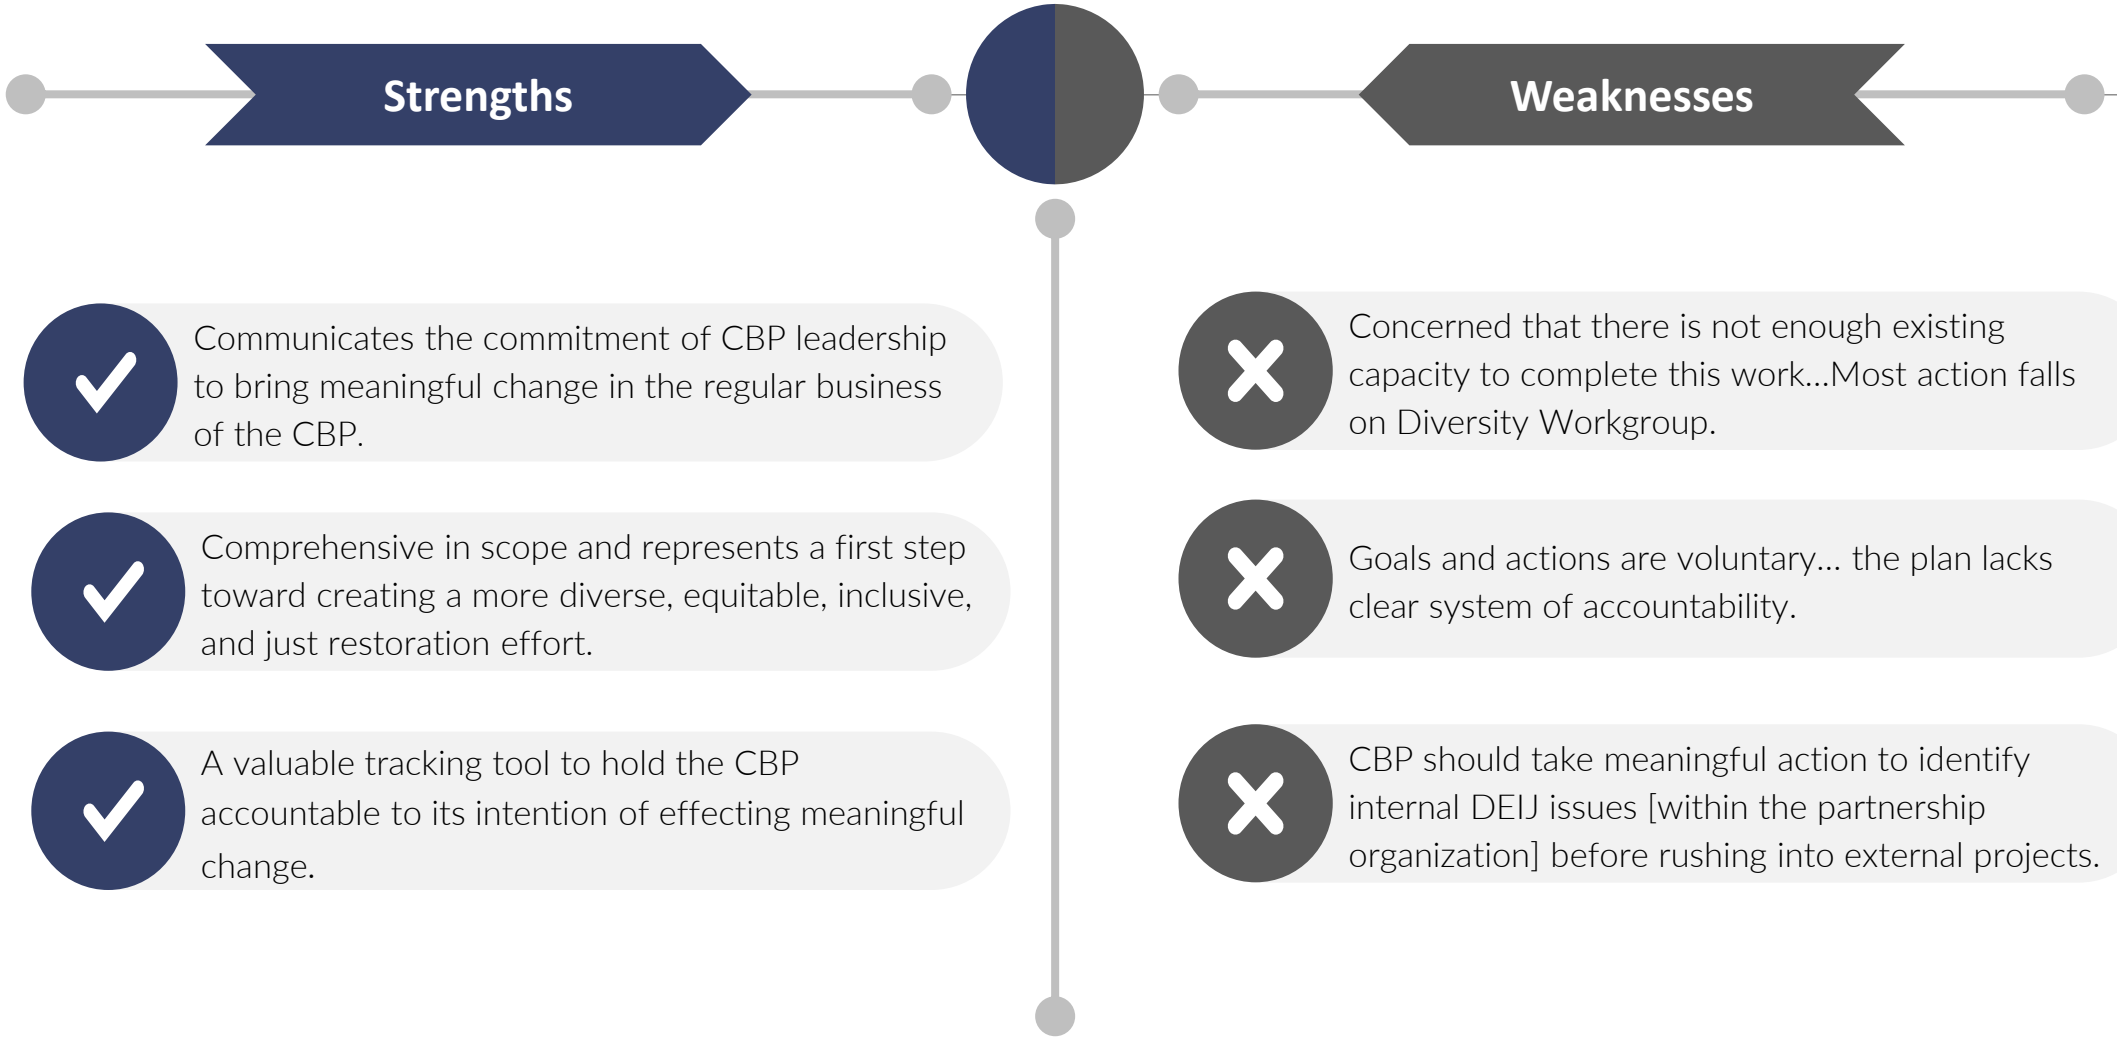 Strengths
Communicates the commitment of CBP leadership
to bring meaningful change in the regular business
of the CBP.
Comprehensive in scope and represents a first step
toward creating a more diverse, equitable, inclusive,
and just restoration effort.
A valuable tracking tool to hold the CBP
accountable to its intention of effecting meaningful
change.
Weaknesses
Concerned that there is not enough existing
capacity to complete this work...Most action falls
on Diversity Workgroup.
Goals and actions are voluntary... the plan lacks
clear system of accountability.
CBP should take meaningful action to identify
internal DEIJ issues [within the partnership
organization] before rushing into external projects.